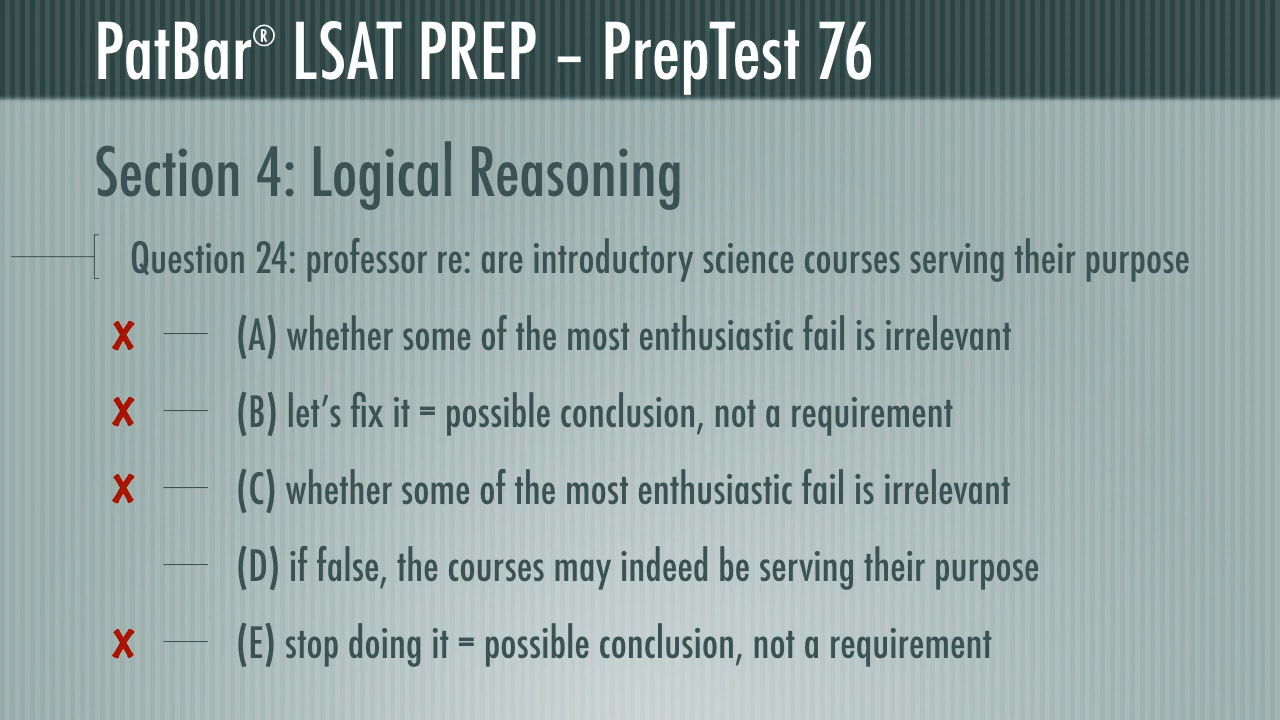 PatBar® LSAT PREP – PrepTest 76
Section 4: Logical Reasoning
Question 24: professor re: are introductory science courses serving their purpose
✘ (A) whether some of the most enthusiastic fail is irrelevant
✘ (B) let’s fix it = possible conclusion, not a requirement
✘ (C) whether some of the most enthusiastic fail is irrelevant
(D) if false, the courses may indeed be serving their purpose
✘ (E) stop doing it = possible conclusion, not a requirement